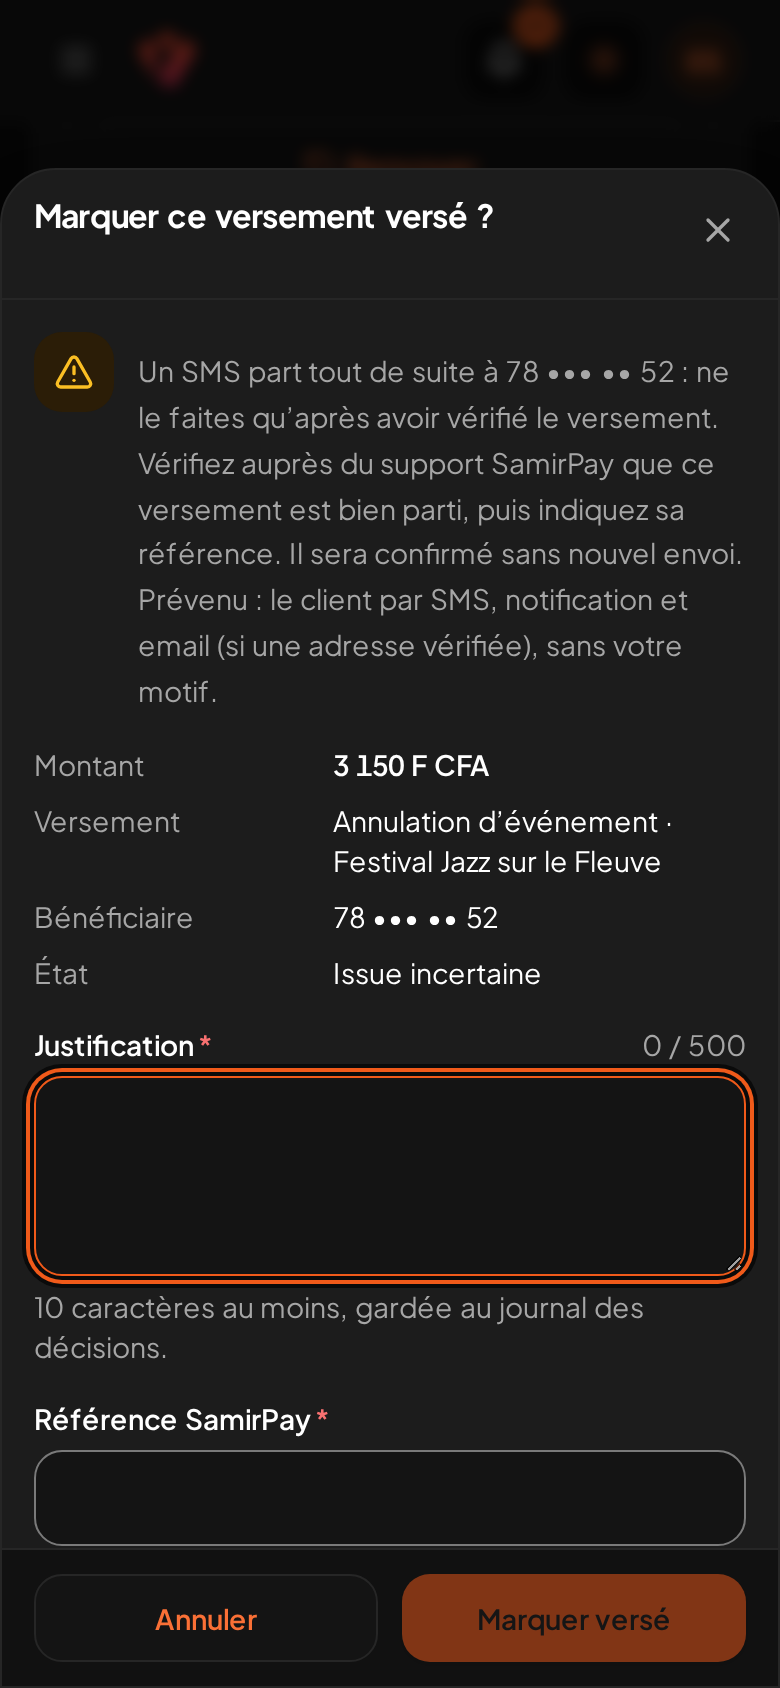 Marquer ce versement versé ?
Un SMS part tout de suite à 78 ••• •• 52 : ne
le faites qu’après avoir vérifié le versement.
Vérifiez auprès du support SamirPay que ce
versement est bien parti, puis indiquez sa
référence. Il sera confirmé sans nouvel envoi.
Prévenu : le client par SMS, notification et
email (si une adresse vérifiée), sans votre
motif.
Montant 3 150 F CFA
Versement Annulation d’événement ·
Festival Jazz sur le Fleuve
Bénéficiaire 78 ••• •• 52
État Issue incertaine
Justification * 0 / 500
10 caractères au moins, gardée au journal des
décisions.
Référence SamirPay *
Annuler Marquer versé